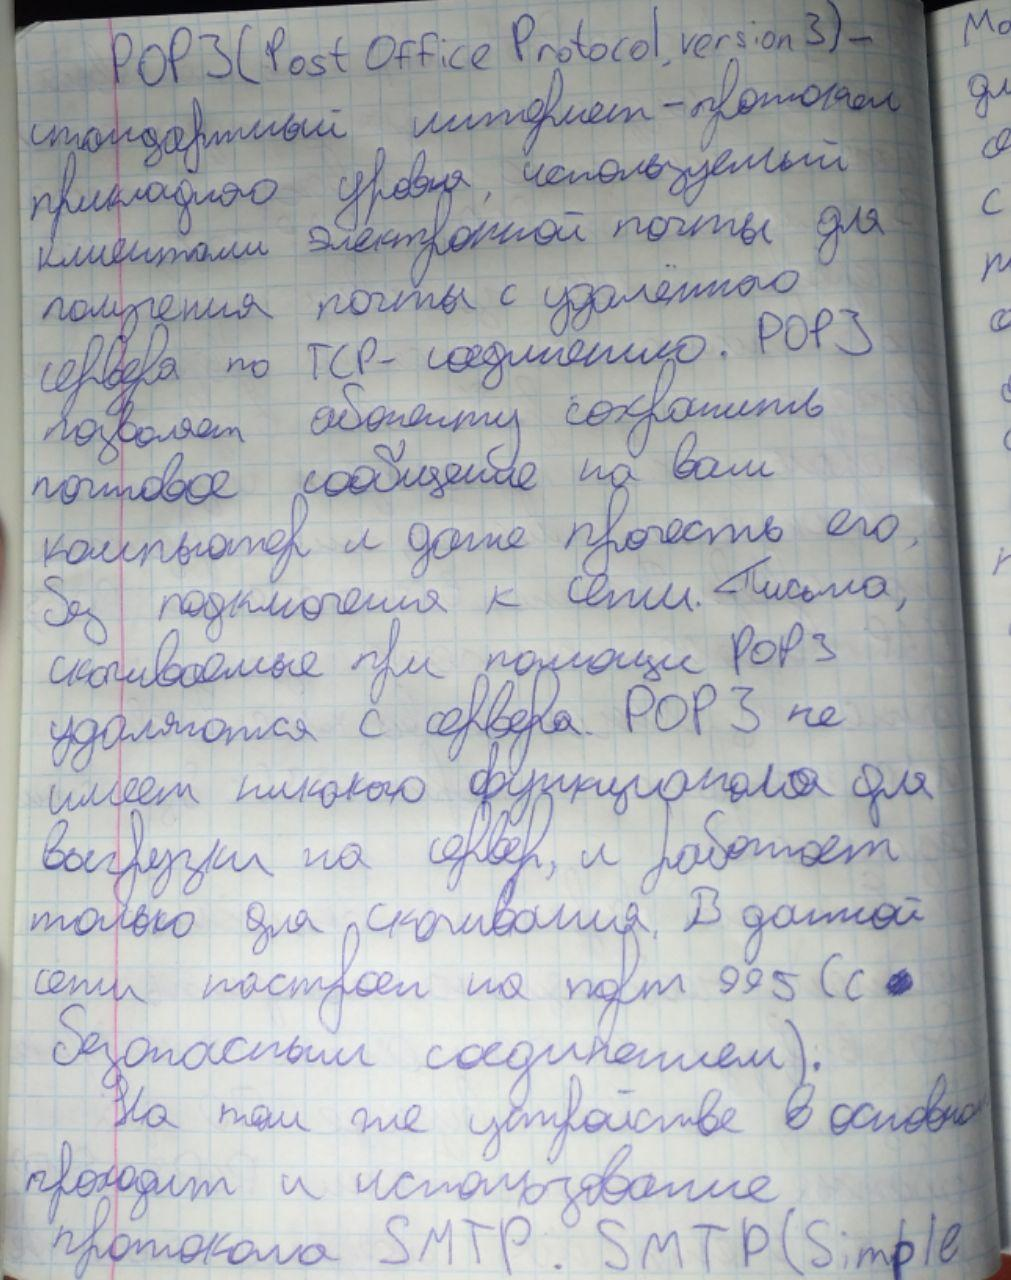 POP3 (Post Office Protocol, version 3) –
стандартный интернет-протокол
прикладного уровня, используемый
клиентами электронной почты для
получения почты с удалённого
сервера по TCP-соединению. POP3
позволяет абоненту сохранить
почтовое сообщение на ваш
компьютер и даже прочесть его,
без подключения к сети. Письма,
скачиваемые при помощи POP3
удаляются с сервера. POP3 не
имеет никакого функционала для
выгрузки на сервер, и работает
только для скачивания. В данной
сети настроен на порт 995 (с
безопасным соединением).
На том же устройстве в основном
проходит и использование
протокола SMTP. SMTP (Simple
Мо
с